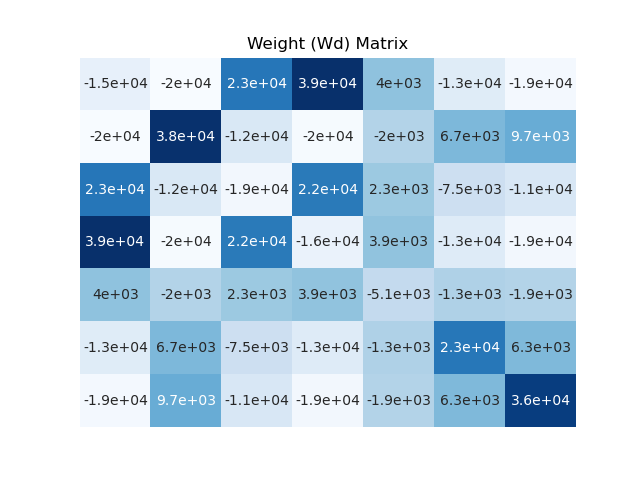 Weight (Wd) Matrix
-1.5e+04 -2e+04 2.3e+04 3.9e+04 4e+03 -1.3e+04 -1.9e+04
-2e+04 3.8e+04 -1.2e+04 -2e+04 -2e+03 6.7e+03 9.7e+03
2.3e+04 -1.2e+04 -1.9e+04 2.2e+04 2.3e+03 -7.5e+03 -1.1e+04
3.9e+04 -2e+04 2.2e+04 -1.6e+04 3.9e+03 -1.3e+04 -1.9e+04
4e+03 -2e+03 2.3e+03 3.9e+03 -5.1e+03 -1.3e+03 -1.9e+03
-1.3e+04 6.7e+03 -7.5e+03 -1.3e+04 -1.3e+03 2.3e+04 6.3e+03
-1.9e+04 9.7e+03 -1.1e+04 -1.9e+04 -1.9e+03 6.3e+03 3.6e+04